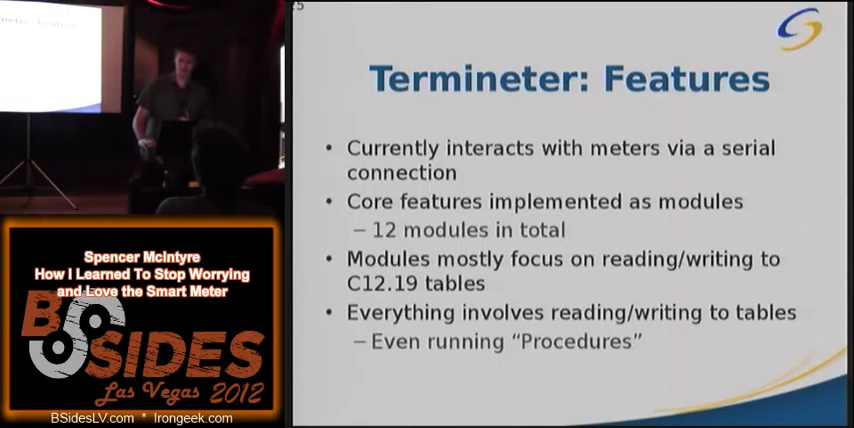 Termineter: Features
• Currently interacts with meters via a serial
connection
• Core features implemented as modules
– 12 modules in total
• Modules mostly focus on reading/writing to
C12.19 tables
• Everything involves reading/writing to tables
– Even running “Procedures”
Spencer McIntyre
How I Learned To Stop Worrying
and Love the Smart Meter
BSIDES
Las Vegas 2012
BSidesLV.com * Irongeek.com